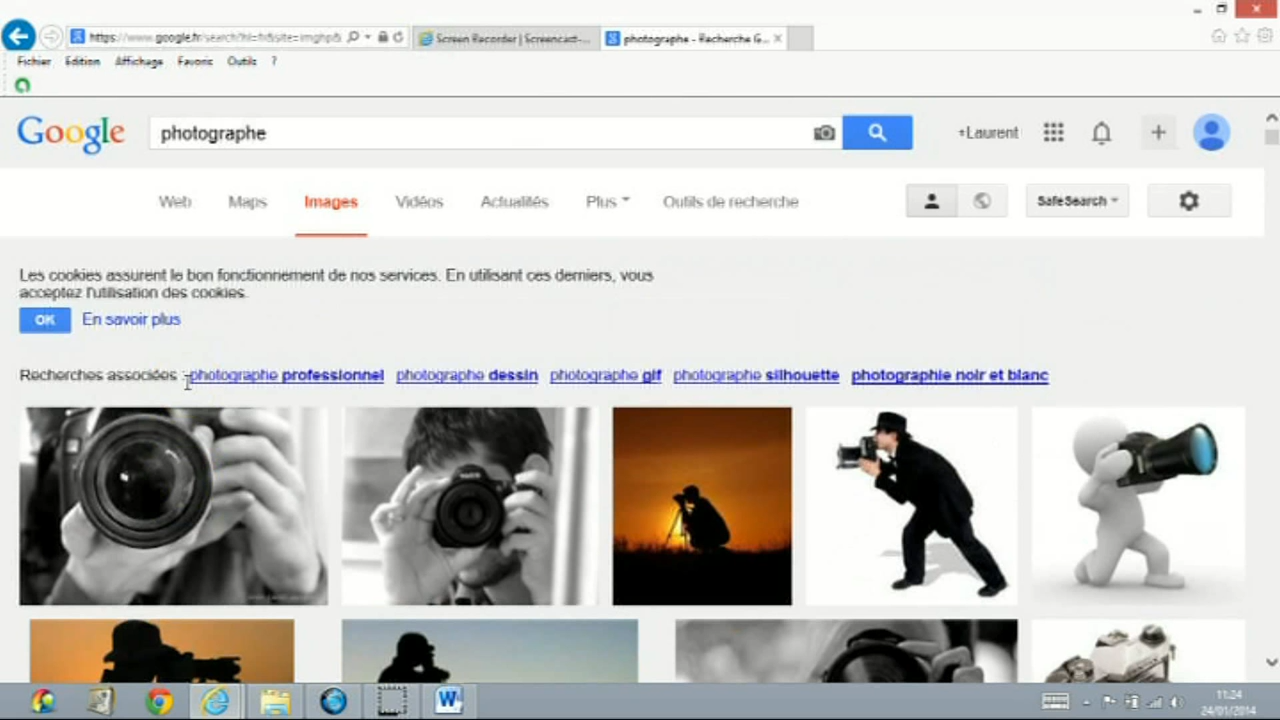 https://www.google.fr/search?hl=fr&site=imghp&
Screen Recorder | Screencast-...
photographe - Recherche G...
Fichier Edition Affichage Favoris Outils ?
Google
photographe
+Laurent
Web Maps Images Vidéos Actualités Plus Outils de recherche
SafeSearch
Les cookies assurent le bon fonctionnement de nos services. En utilisant ces derniers, vous
acceptez l'utilisation des cookies.
OK En savoir plus
Recherches associées : photographe professionnel photographe dessin photographe gif photographe silhouette photographie noir et blanc
11:24
24/01/2014